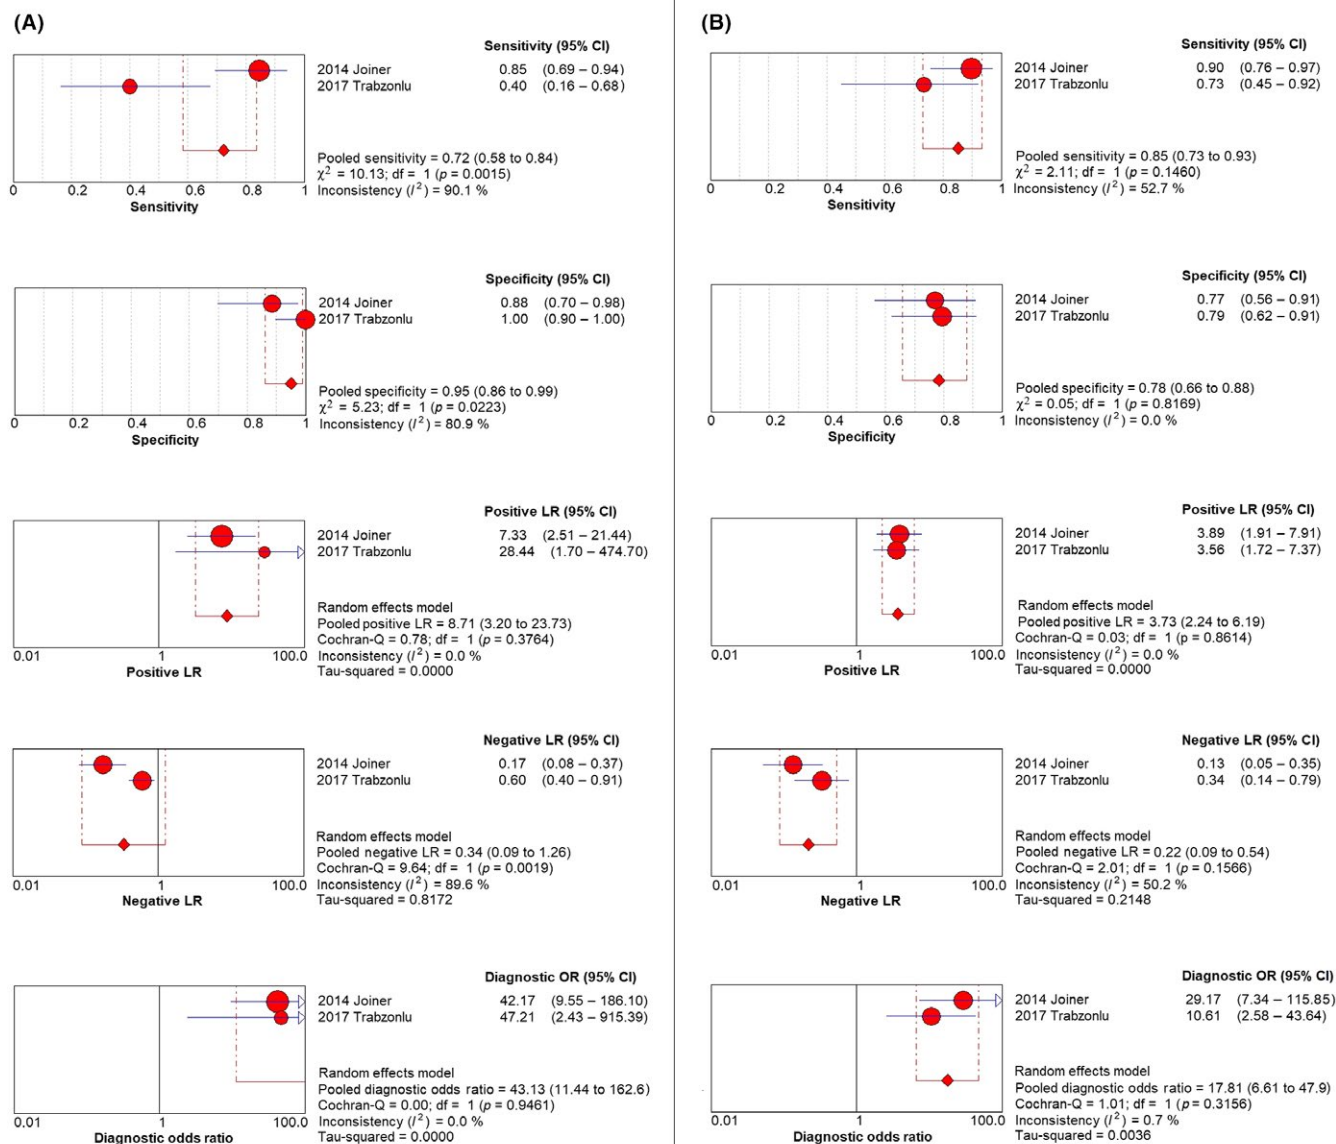 (A)
Sensitivity (95% CI)
2014 Joiner 0.85 (0.69 – 0.94)
2017 Trabzonlu 0.40 (0.16 – 0.68)
Pooled sensitivity = 0.72 (0.58 to 0.84)
χ² = 10.13; df = 1 (p = 0.0015)
Inconsistency (I²) = 90.1 %
0 0.2 0.4 0.6 0.8 1
Sensitivity
Specificity (95% CI)
2014 Joiner 0.88 (0.70 – 0.98)
2017 Trabzonlu 1.00 (0.90 – 1.00)
Pooled specificity = 0.95 (0.86 to 0.99)
χ² = 5.23; df = 1 (p = 0.0223)
Inconsistency (I²) = 80.9 %
0 0.2 0.4 0.6 0.8 1
Specificity
Positive LR (95% CI)
2014 Joiner 7.33 (2.51 – 21.44)
2017 Trabzonlu 28.44 (1.70 – 474.70)
Random effects model
Pooled positive LR = 8.71 (3.20 to 23.73)
Cochran-Q = 0.78; df = 1 (p = 0.3764)
Inconsistency (I²) = 0.0 %
Tau-squared = 0.0000
0.01 1 100.0
Positive LR
Negative LR (95% CI)
2014 Joiner 0.17 (0.08 – 0.37)
2017 Trabzonlu 0.60 (0.40 – 0.91)
Random effects model
Pooled negative LR = 0.34 (0.09 to 1.26)
Cochran-Q = 9.64; df = 1 (p = 0.0019)
Inconsistency (I²) = 89.6 %
Tau-squared = 0.8172
0.01 1 100.0
Negative LR
Diagnostic OR (95% CI)
2014 Joiner 42.17 (9.55 – 186.10)
2017 Trabzonlu 47.21 (2.43 – 915.39)
Random effects model
Pooled diagnostic odds ratio = 43.13 (11.44 to 162.6)
Cochran-Q = 0.00; df = 1 (p = 0.9461)
Inconsistency (I²) = 0.0 %
Tau-squared = 0.0000
0.01 1 100.0
Diagnostic odds ratio
(B)
Sensitivity (95% CI)
2014 Joiner 0.90 (0.76 – 0.97)
2017 Trabzonlu 0.73 (0.45 – 0.92)
Pooled sensitivity = 0.85 (0.73 to 0.93)
χ² = 2.11; df = 1 (p = 0.1460)
Inconsistency (I²) = 52.7 %
0 0.2 0.4 0.6 0.8 1
Sensitivity
Specificity (95% CI)
2014 Joiner 0.77 (0.56 – 0.91)
2017 Trabzonlu 0.79 (0.62 – 0.91)
Pooled specificity = 0.78 (0.66 to 0.88)
χ² = 0.05; df = 1 (p = 0.8169)
Inconsistency (I²) = 0.0 %
0 0.2 0.4 0.6 0.8 1
Specificity
Positive LR (95% CI)
2014 Joiner 3.89 (1.91 – 7.91)
2017 Trabzonlu 3.56 (1.72 – 7.37)
Random effects model
Pooled positive LR = 3.73 (2.24 to 6.19)
Cochran-Q = 0.03; df = 1 (p = 0.8614)
Inconsistency (I²) = 0.0 %
Tau-squared = 0.0000
0.01 1 100.0
Positive LR
Negative LR (95% CI)
2014 Joiner 0.13 (0.05 – 0.35)
2017 Trabzonlu 0.34 (0.14 – 0.79)
Random effects model
Pooled negative LR = 0.22 (0.09 to 0.54)
Cochran-Q = 2.01; df = 1 (p = 0.1566)
Inconsistency (I²) = 50.2 %
Tau-squared = 0.2148
0.01 1 100.0
Negative LR
Diagnostic OR (95% CI)
2014 Joiner 29.17 (7.34 – 115.85)
2017 Trabzonlu 10.61 (2.58 – 43.64)
Random effects model
Pooled diagnostic odds ratio = 17.81 (6.61 to 47.9)
Cochran-Q = 1.01; df = 1 (p = 0.3156)
Inconsistency (I²) = 0.7 %
Tau-squared = 0.0036
0.01 1 100.0
Diagnostic odds ratio